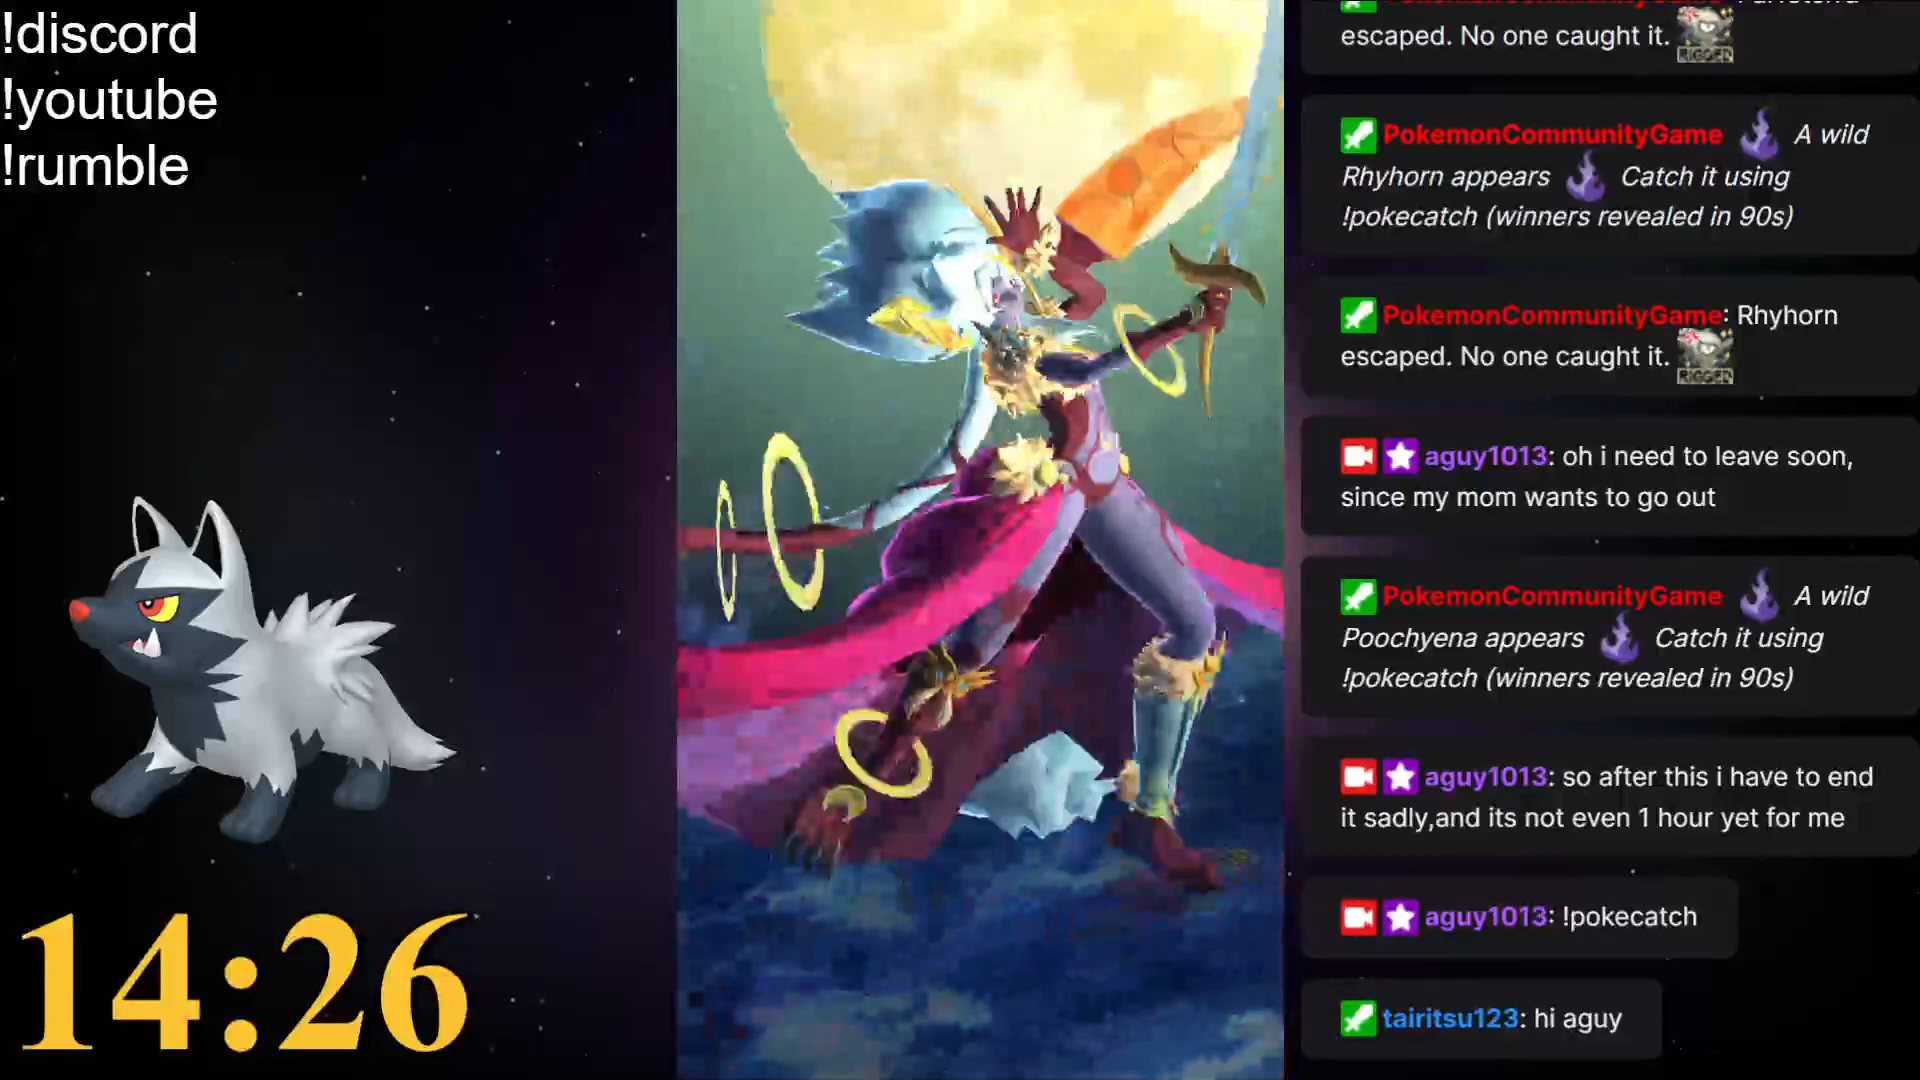 !discord
!youtube
!rumble
14:26
escaped. No one caught it.
RIGGED
PokemonCommunityGame A wild
Rhyhorn appears Catch it using
!pokecatch (winners revealed in 90s)
PokemonCommunityGame: Rhyhorn
escaped. No one caught it.
RIGGED
aguy1013: oh i need to leave soon,
since my mom wants to go out
PokemonCommunityGame A wild
Poochyena appears Catch it using
!pokecatch (winners revealed in 90s)
aguy1013: so after this i have to end
it sadly,and its not even 1 hour yet for me
aguy1013: !pokecatch
tairitsu123: hi aguy